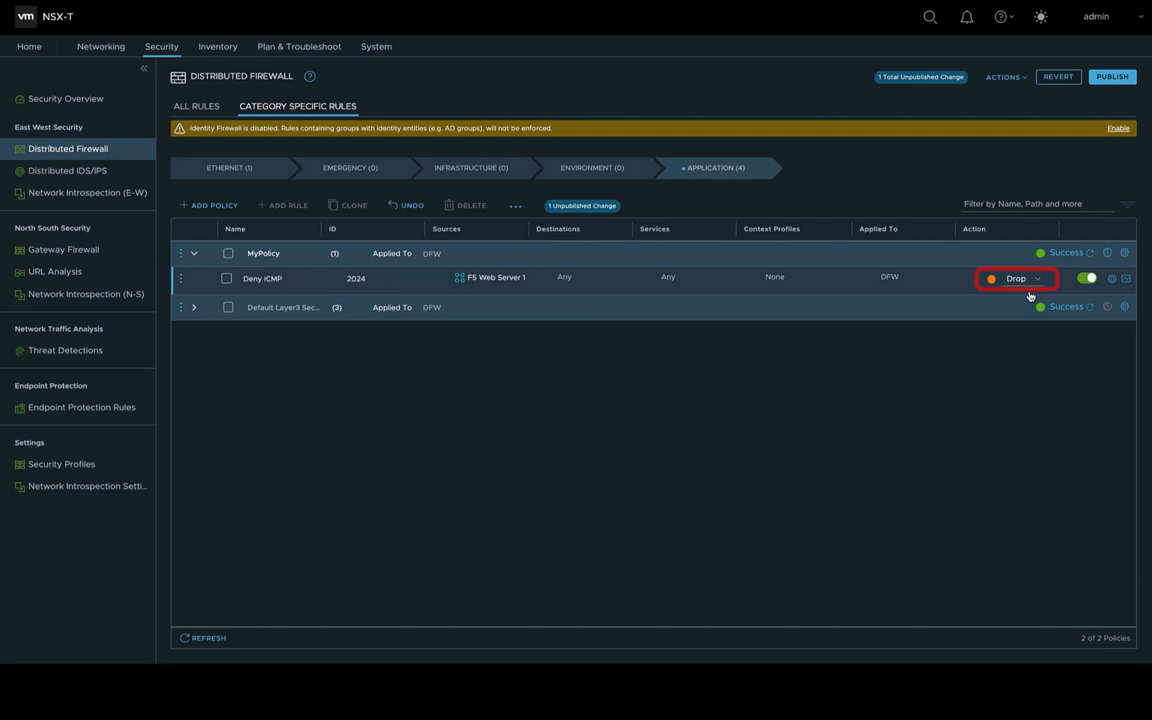 vm NSX-T
admin
Home Networking Security Inventory Plan & Troubleshoot System
Security Overview
East West Security
Distributed Firewall
Distributed IDS/IPS
Network Introspection (E-W)
North South Security
Gateway Firewall
URL Analysis
Network Introspection (N-S)
Network Traffic Analysis
Threat Detections
Endpoint Protection
Endpoint Protection Rules
Settings
Security Profiles
Network Introspection Setti...
DISTRIBUTED FIREWALL
1 Total Unpublished Change ACTIONS REVERT PUBLISH
ALL RULES CATEGORY SPECIFIC RULES
Identity Firewall is disabled. Rules containing groups with identity entities (e.g. AD groups), will not be enforced. Enable
ETHERNET (1) EMERGENCY (0) INFRASTRUCTURE (0) ENVIRONMENT (0) APPLICATION (4)
+ ADD POLICY + ADD RULE CLONE UNDO DELETE ... 1 Unpublished Change Filter by Name, Path and more
Name ID Sources Destinations Services Context Profiles Applied To Action
MyPolicy (1) Applied To DFW Success
Deny ICMP 2024 F5 Web Server 1 Any Any None DFW Drop
Default Layer3 Sec... (3) Applied To DFW Success
REFRESH 2 of 2 Policies